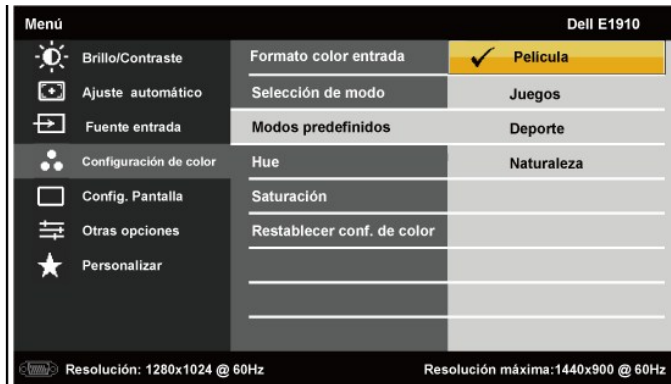 Menú Dell E1910
Brillo/Contraste Formato color entrada Pelicula
Ajuste automático Selección de modo Juegos
Fuente entrada Modos predefinidos Deporte
Configuración de color Hue Naturaleza
Config. Pantalla Saturación
Otras opciones Restablecer conf. de color
Personalizar
Resolución: 1280x1024 @ 60Hz Resolución máxima:1440x900 @ 60Hz